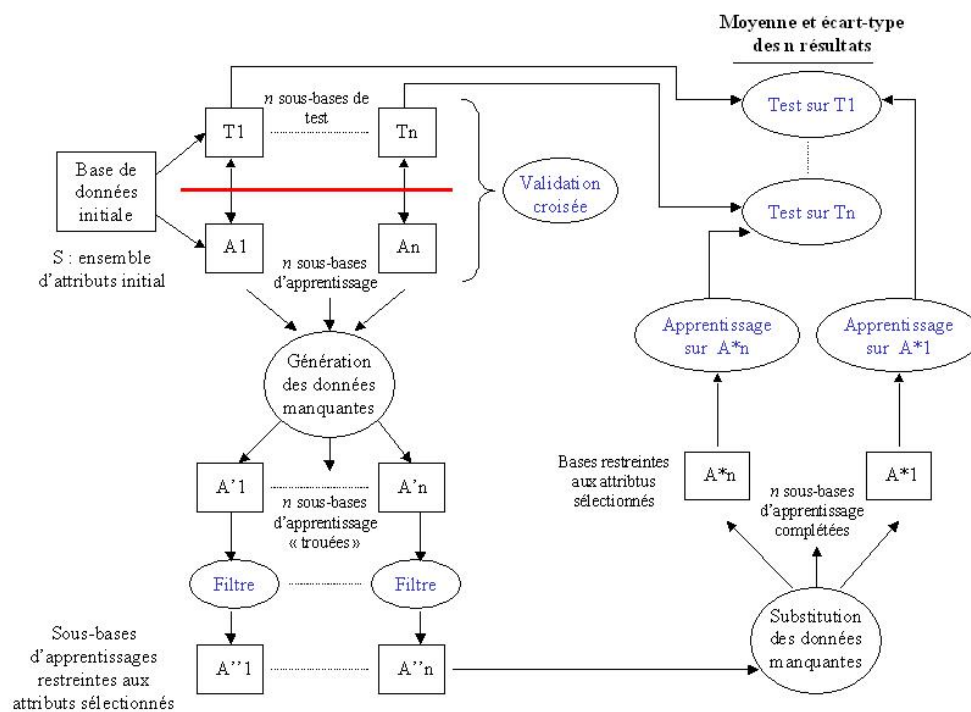 Moyenne et écart-type
des n résultats
n sous-bases de
test
T1
Tn
Test sur T1
Base de
données
initiale
Validation
croisée
Test sur Tn
A1
An
S : ensemble
d'attributs initial
n sous-bases
d'apprentissage
Génération
des données
manquantes
Apprentissage
sur A*n
Apprentissage
sur A*1
A'1
A'n
n sous-bases
d'apprentissage
« trouées »
Bases restreintes
aux attribtus
sélectionnés
A*n
A*1
n sous-bases
d'apprentissage
complétées
Filtre
Filtre
Sous-bases
d'apprentissages
restreintes aux
attributs sélectionnés
A''1
A''n
Substitution
des données
manquantes